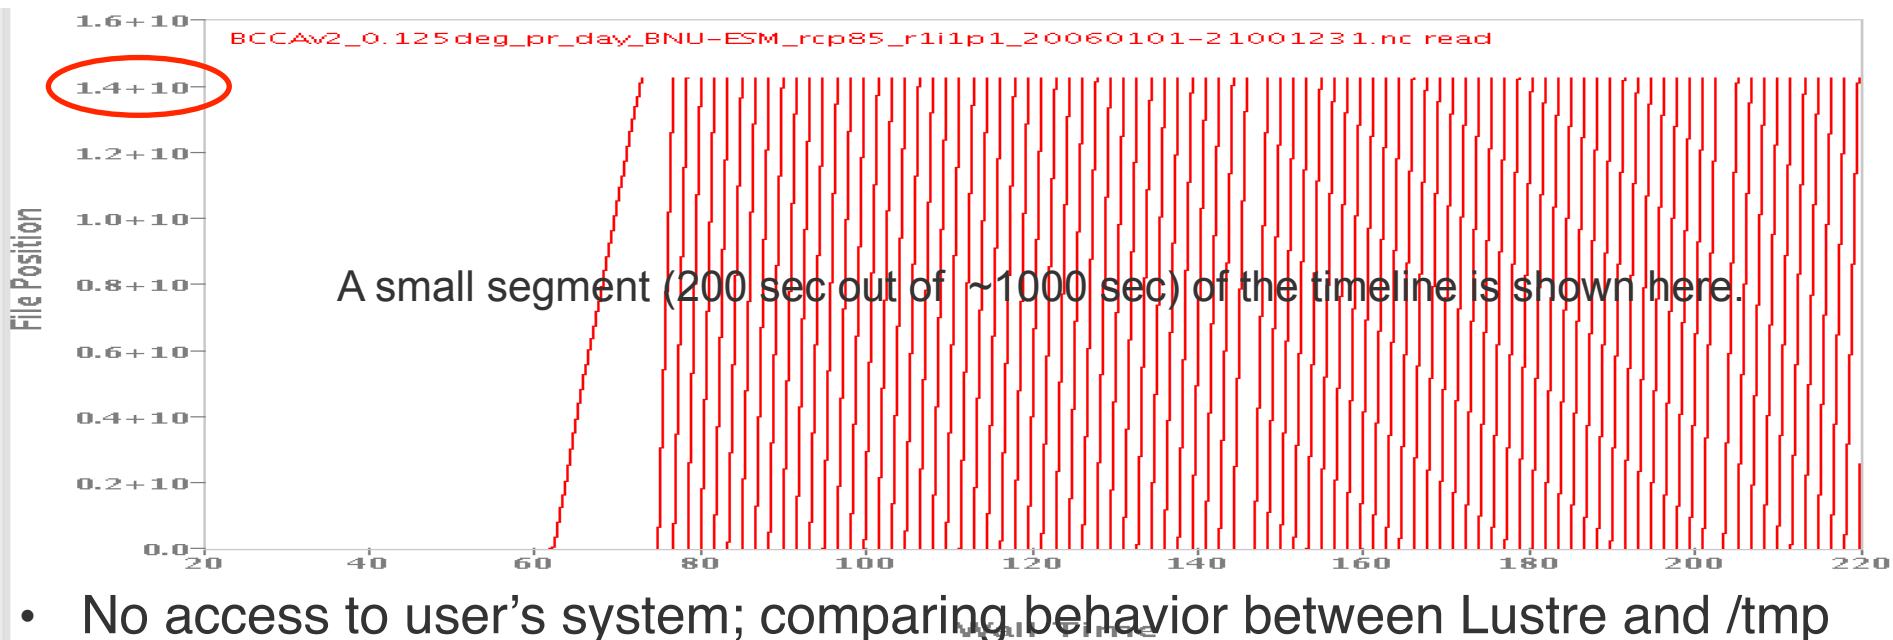 1.6+10
BCCAv2_0.125deg_pr_day_BNU-ESM_rcp85_r1i1p1_20060101-21001231.nc read
1.4+10
1.2+10
1.0+10
File Position
0.8+10
A small segment (200 sec out of ~1000 sec) of the timeline is shown here.
0.6+10
0.4+10
0.2+10
0.0
20 40 60 80 100 120 140 160 180 200 220
Wall Time
• No access to user's system; comparing behavior between Lustre and /tmp